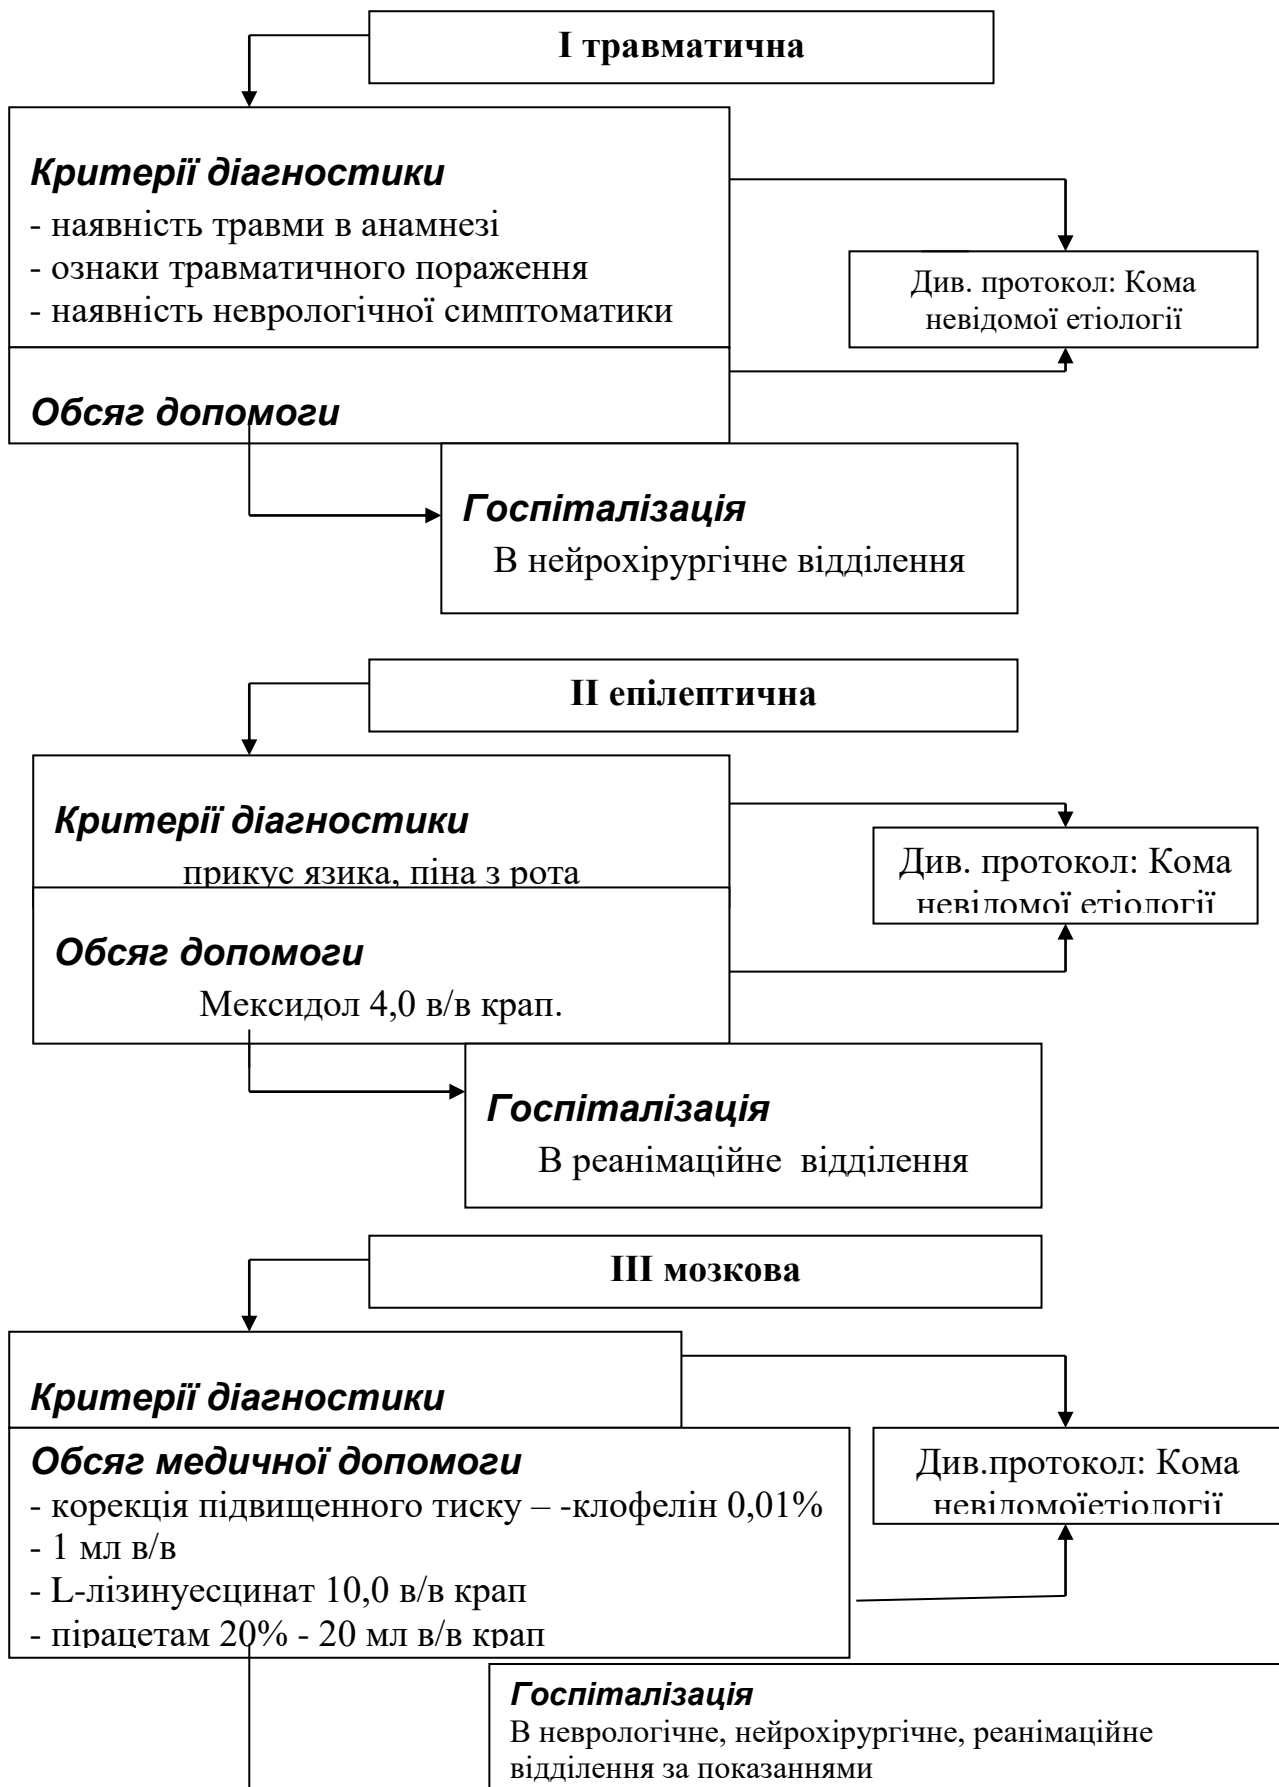 І травматична
Критерії діагностики
- наявність травми в анамнезі
- ознаки травматичного пораження
- наявність неврологічної симптоматики
Див. протокол: Кома
невідомої етіології
Обсяг допомоги
Госпіталізація
В нейрохірургічне відділення
ІІ епілептична
Критерії діагностики
прикус язика, піна з рота
Див. протокол: Кома
невідомої етіології
Обсяг допомоги
Мексидол 4,0 в/в крап.
Госпіталізація
В реанімаційне відділення
ІІІ мозкова
Критерії діагностики
Обсяг медичної допомоги
- корекція підвищенного тиску – -клофелін 0,01%
- 1 мл в/в
- L-лізинуесцинат 10,0 в/в крап
- пірацетам 20% - 20 мл в/в крап
Див.протокол: Кома
невідомоїетіології
Госпіталізація
В неврологічне, нейрохірургічне, реанімаційне
відділення за показаннями